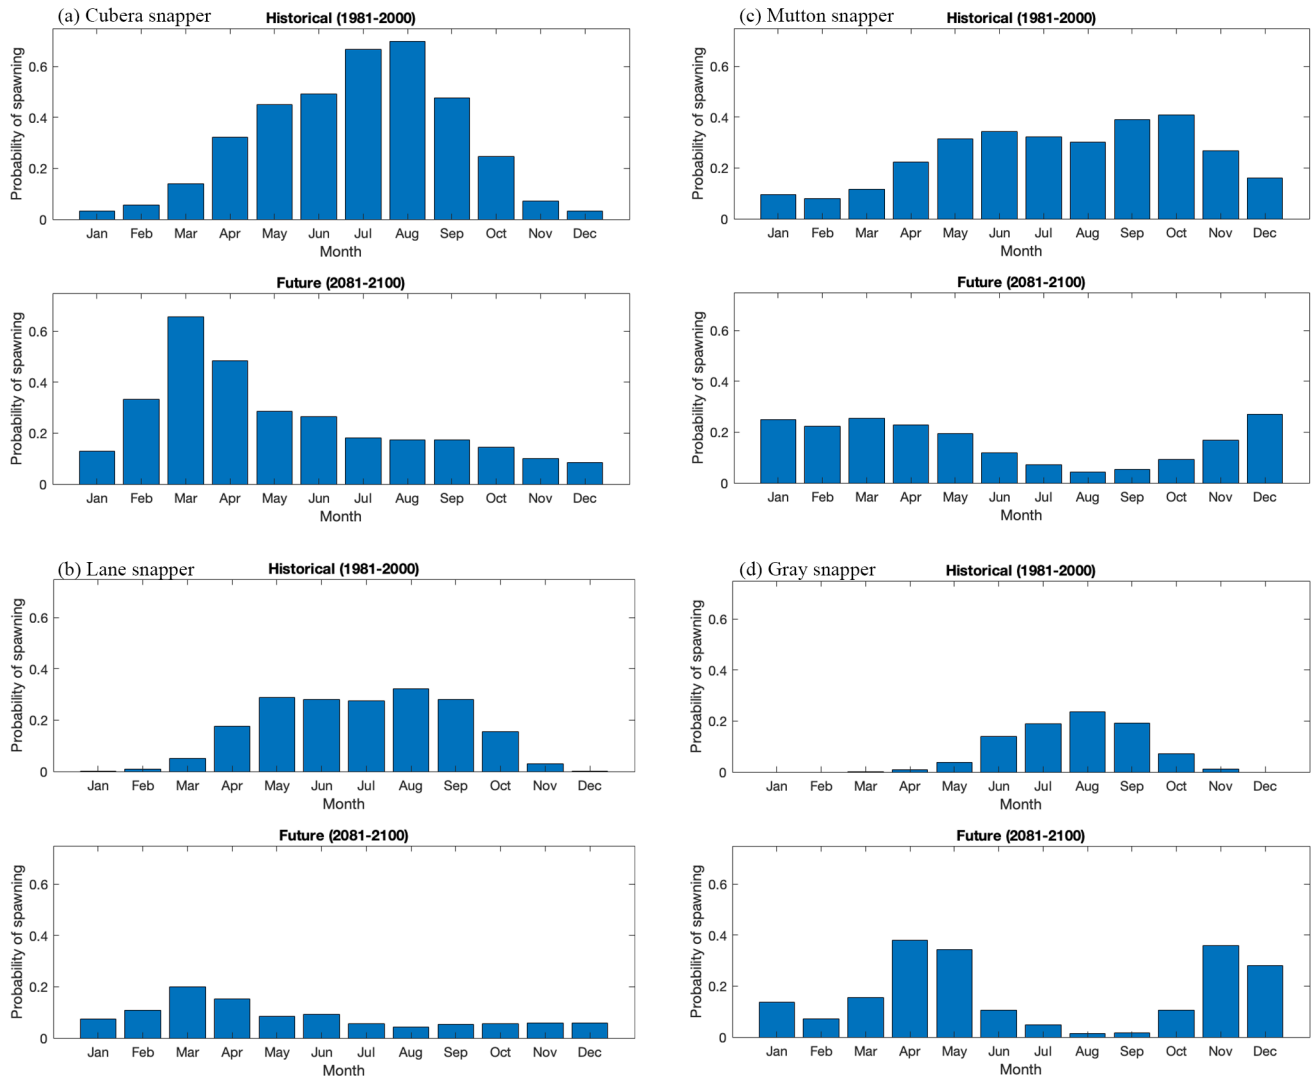 (a) Cubera snapper
Historical (1981-2000)
Probability of spawning
0.6
0.4
0.2
0
Jan Feb Mar Apr May Jun Jul Aug Sep Oct Nov Dec
Month
Future (2081-2100)
Probability of spawning
0.6
0.4
0.2
0
Jan Feb Mar Apr May Jun Jul Aug Sep Oct Nov Dec
Month
(b) Lane snapper
Historical (1981-2000)
Probability of spawning
0.6
0.4
0.2
0
Jan Feb Mar Apr May Jun Jul Aug Sep Oct Nov Dec
Month
Future (2081-2100)
Probability of spawning
0.6
0.4
0.2
0
Jan Feb Mar Apr May Jun Jul Aug Sep Oct Nov Dec
Month
(c) Mutton snapper
Historical (1981-2000)
Probability of spawning
0.6
0.4
0.2
0
Jan Feb Mar Apr May Jun Jul Aug Sep Oct Nov Dec
Month
Future (2081-2100)
Probability of spawning
0.6
0.4
0.2
0
Jan Feb Mar Apr May Jun Jul Aug Sep Oct Nov Dec
Month
(d) Gray snapper
Historical (1981-2000)
Probability of spawning
0.6
0.4
0.2
0
Jan Feb Mar Apr May Jun Jul Aug Sep Oct Nov Dec
Month
Future (2081-2100)
Probability of spawning
0.6
0.4
0.2
0
Jan Feb Mar Apr May Jun Jul Aug Sep Oct Nov Dec
Month